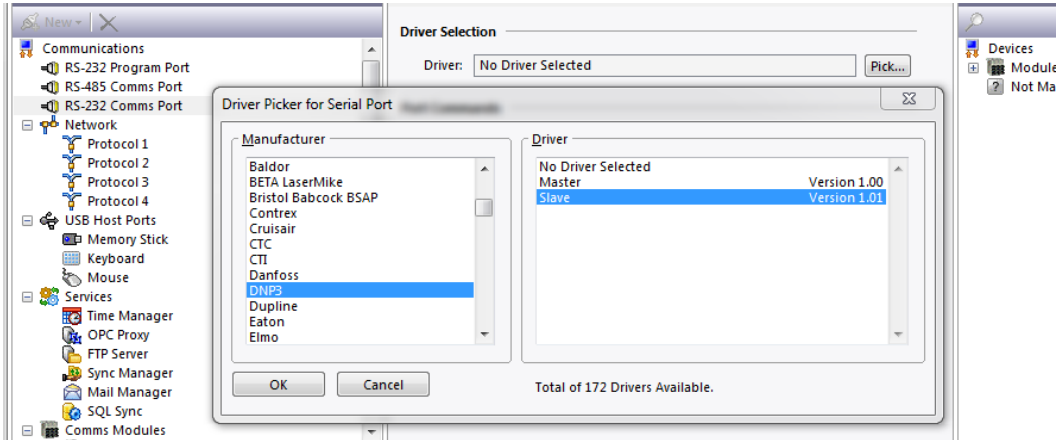 New
Communications
RS-232 Program Port
RS-485 Comms Port
RS-232 Comms Port
Network
Protocol 1
Protocol 2
Protocol 3
Protocol 4
USB Host Ports
Memory Stick
Keyboard
Mouse
Services
Time Manager
OPC Proxy
FTP Server
Sync Manager
Mail Manager
SQL Sync
Comms Modules
Driver Selection
Driver: No Driver Selected Pick...
Port Commands
Driver Picker for Serial Port
Manufacturer
Baldor
BETA LaserMike
Bristol Babcock BSAP
Contrex
Cruisair
CTC
CTI
Danfoss
DNP3
Dupline
Eaton
Elmo
Driver
No Driver Selected
Master Version 1.00
Slave Version 1.01
OK Cancel
Total of 172 Drivers Available.
Devices
Module
Not Ma